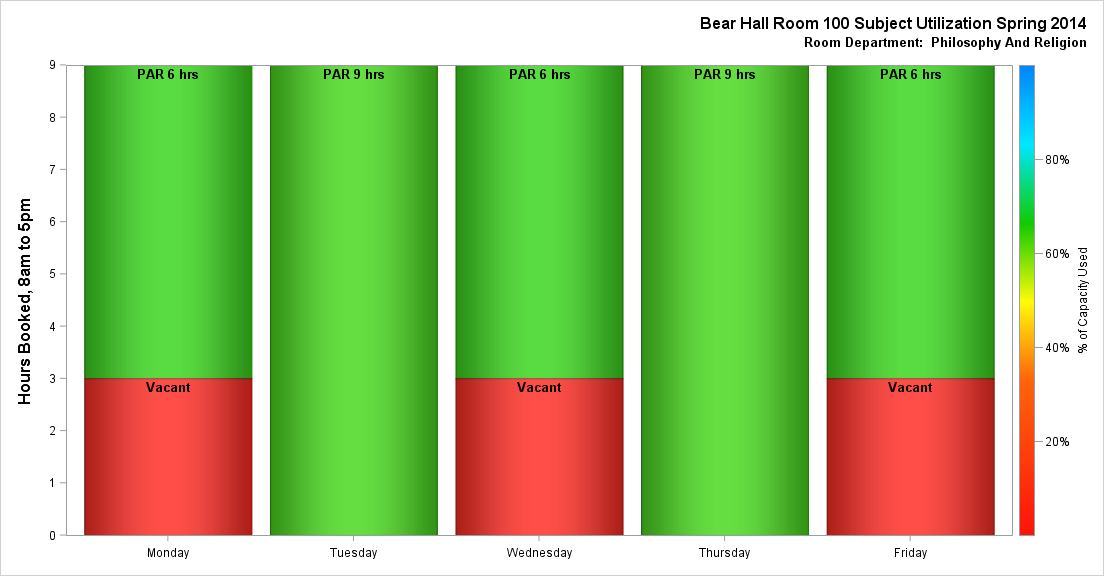 Bear Hall Room 100 Subject Utilization Spring 2014
Room Department: Philosophy And Religion
Hours Booked, 8am to 5pm
9
8
7
6
5
4
3
2
1
0
PAR 6 hrs
PAR 9 hrs
PAR 6 hrs
PAR 9 hrs
PAR 6 hrs
Vacant
Vacant
Vacant
Monday
Tuesday
Wednesday
Thursday
Friday
80%
60%
40%
20%
% of Capacity Used